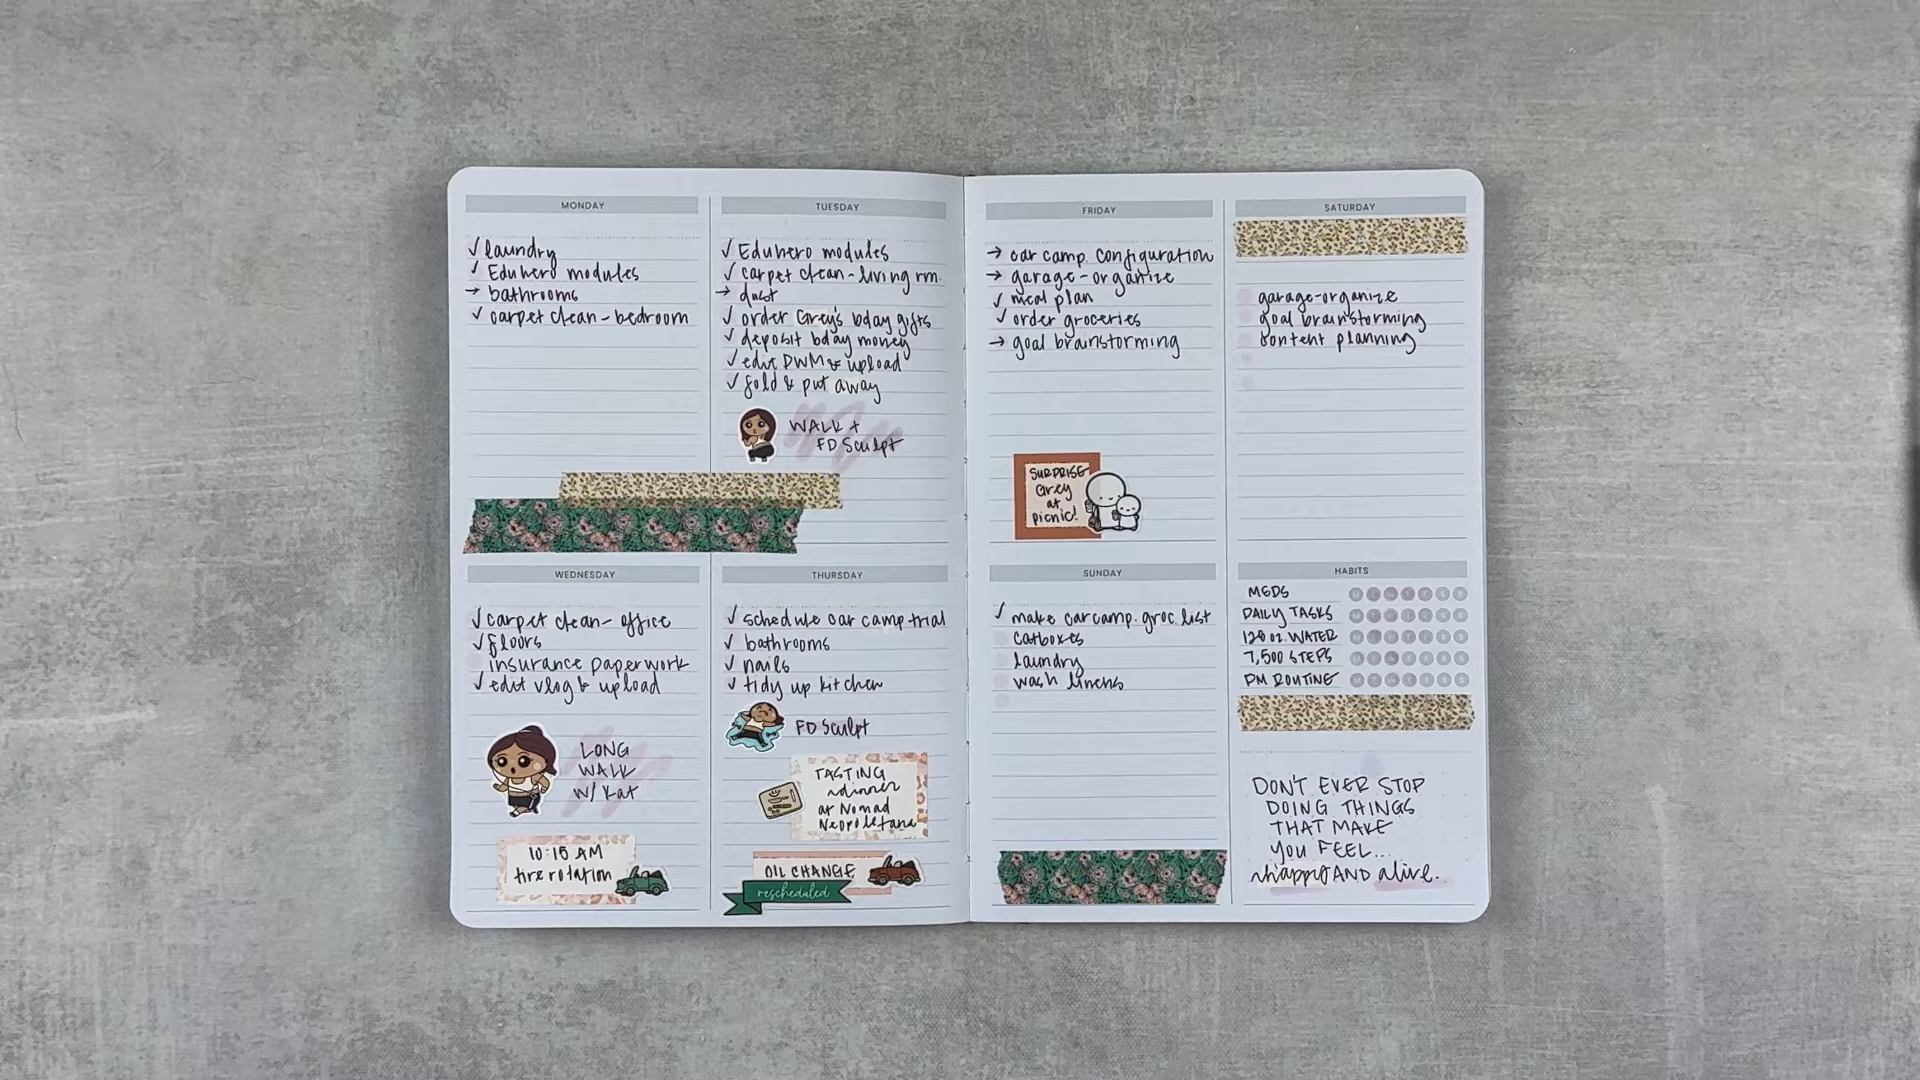 MONDAY
✓ laundry
✓ Eduhero modules
→ bathrooms
✓ carpet clean - bedroom
TUESDAY
✓ Eduhero modules
✓ carpet clean - living rm.
→ dust
✓ order Grey's bday gifts
✓ deposit bday money
✓ edit DWM & upload
✓ fold & put away
WALK +
FD Sculpt
WEDNESDAY
✓ carpet clean - office
✓ floors
insurance paperwork
✓ edit vlog & upload
LONG
WALK
w/ Kat
10:15 AM
tire rotation
THURSDAY
✓ schedule car camp trial
✓ bathrooms
✓ nails
✓ tidy up kitchen
FD Sculpt
TASTING
dinner
at Nomad
Neopoletana
OIL CHANGE
rescheduled
FRIDAY
→ car camp. configuration
→ garage - organize
✓ meal plan
✓ order groceries
→ goal brainstorming
SURPRISE
Grey
at
picnic!
SATURDAY
garage-organize
goal brainstorming
content planning
SUNDAY
✓ make car camp. groc. list
catboxes
laundry
wash linens
HABITS
MEDS
DAILY TASKS
120 oz. WATER
7,500 STEPS
PM ROUTINE
DON'T EVER STOP
DOING THINGS
THAT MAKE
YOU FEEL...
happy AND alive.